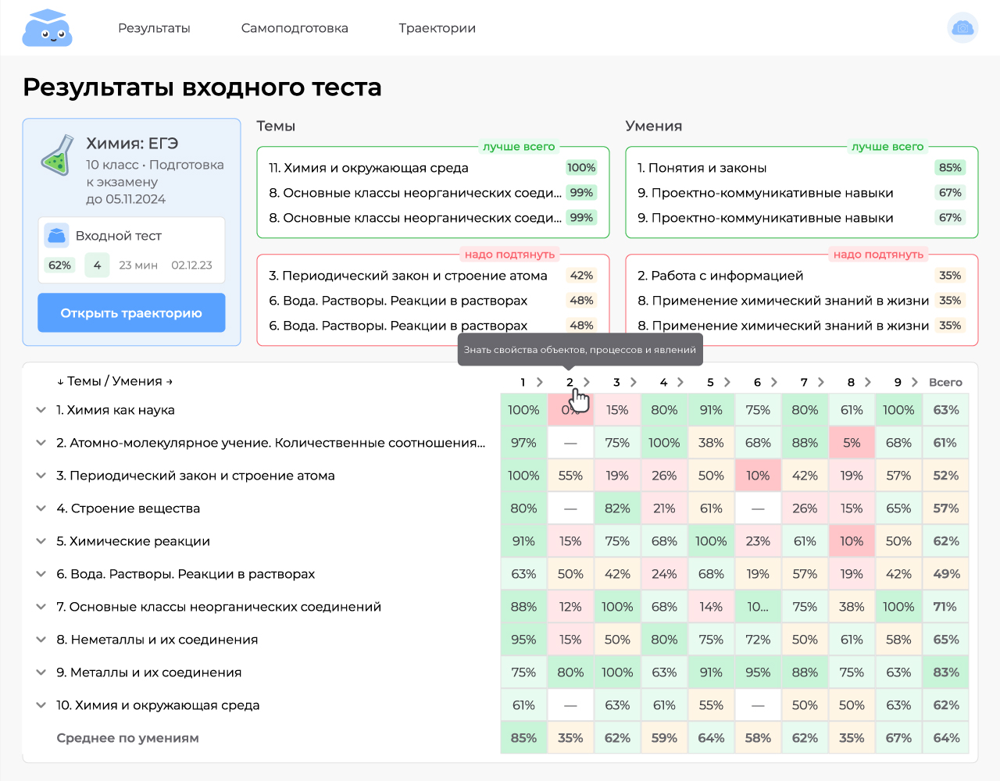 Результаты
Самоподготовка
Траектории
Результаты входного теста
Химия: ЕГЭ
10 класс • Подготовка
к экзамену
до 05.11.2024
Входной тест
62% 4 23 мин 02.12.23
Открыть траекторию
Темы
лучше всего
11. Химия и окружающая среда 100%
8. Основные классы неорганических соеди... 99%
8. Основные классы неорганических соеди... 99%
надо подтянуть
3. Периодический закон и строение атома 42%
6. Вода. Растворы. Реакции в растворах 48%
6. Вода. Растворы. Реакции в растворах 48%
Умения
лучше всего
1. Понятия и законы 85%
9. Проектно-коммуникативные навыки 67%
9. Проектно-коммуникативные навыки 67%
надо подтянуть
2. Работа с информацией 35%
8. Применение химический знаний в жизни 35%
8. Применение химический знаний в жизни 35%
Знать свойства объектов, процессов и явлений
↓ Темы / Умения → 1 2 3 4 5 6 7 8 9 Всего
1. Химия как наука 100% 0% 15% 80% 91% 75% 80% 61% 100% 63%
2. Атомно-молекулярное учение. Количественные соотношения... 97% — 75% 100% 38% 68% 88% 5% 68% 61%
3. Периодический закон и строение атома 100% 55% 19% 26% 50% 10% 42% 19% 57% 52%
4. Строение вещества 80% — 82% 21% 61% — 26% 15% 65% 57%
5. Химические реакции 91% 15% 75% 68% 100% 23% 61% 10% 50% 62%
6. Вода. Растворы. Реакции в растворах 63% 50% 42% 24% 68% 19% 57% 19% 42% 49%
7. Основные классы неорганических соединений 88% 12% 100% 68% 14% 10... 75% 38% 100% 71%
8. Неметаллы и их соединения 95% 15% 50% 80% 75% 72% 50% 61% 58% 65%
9. Металлы и их соединения 75% 80% 100% 63% 91% 95% 88% 75% 63% 83%
10. Химия и окружающая среда 61% — 63% 61% 55% — 50% 50% 63% 62%
Среднее по умениям 85% 35% 62% 59% 64% 58% 62% 35% 67% 64%